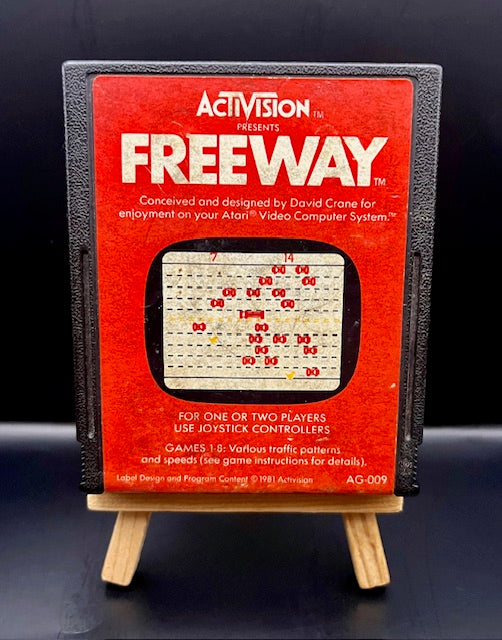 ACTIVISION TM
PRESENTS
FREEWAY TM
Conceived and designed by David Crane for
enjoyment on your Atari® Video Computer System.™
7 14
FOR ONE OR TWO PLAYERS
USE JOYSTICK CONTROLLERS
GAMES 1-8: Various traffic patterns
and speeds (see game instructions for details).
Label Design and Program Content © 1981 Activision AG-009